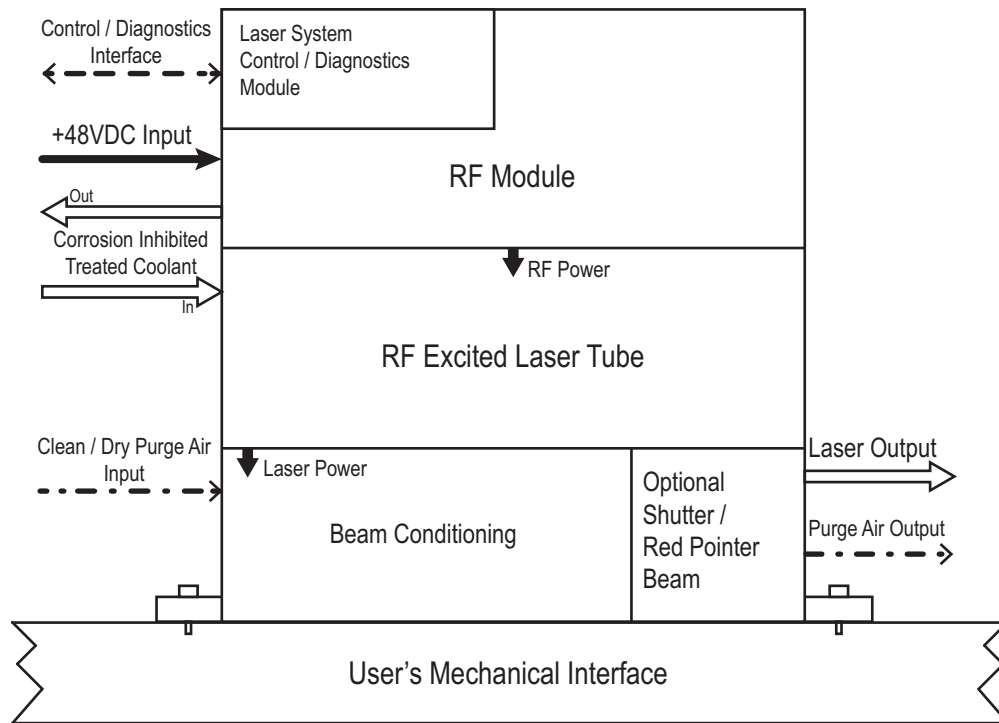 Control / Diagnostics
Interface
Laser System
Control / Diagnostics
Module
+48VDC Input
RF Module
Out
Corrosion Inhibited
Treated Coolant
In
RF Power
RF Excited Laser Tube
Clean / Dry Purge Air
Input
Laser Power
Beam Conditioning
Optional
Shutter /
Red Pointer
Beam
Laser Output
Purge Air Output
User’s Mechanical Interface